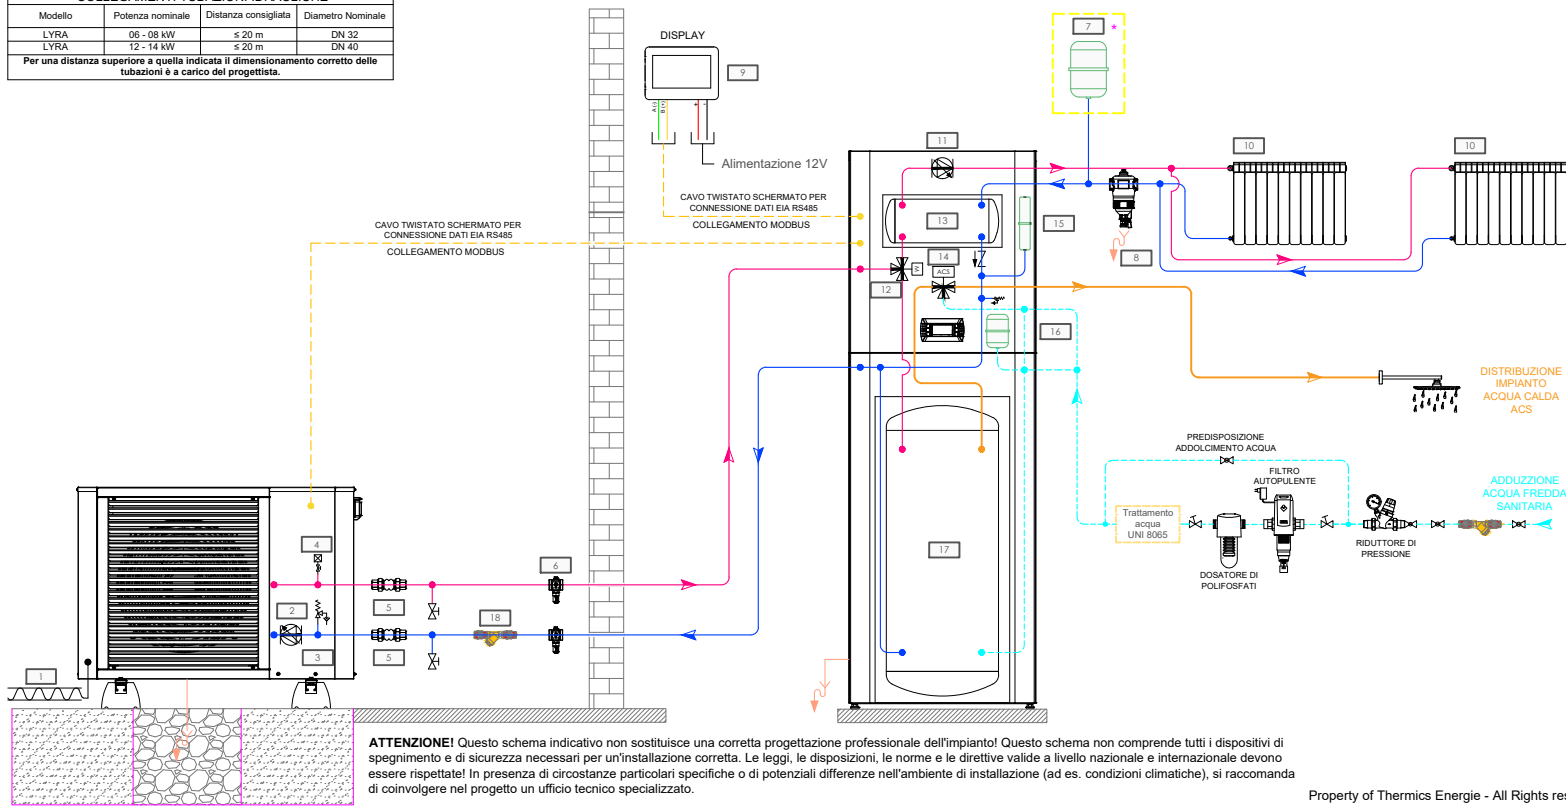 COLLEGAMENTI TUBAZIONI IDRAULICHE
Modello Potenza nominale Distanza consigliata Diametro Nominale
LYRA 06 - 08 kW ≤ 20 m DN 32
LYRA 12 - 14 kW ≤ 20 m DN 40
Per una distanza superiore a quella indicata il dimensionamento corretto delle
tubazioni è a carico del progettista.
DISPLAY
9
A (-)
B (+)
+
-
Alimentazione 12V
CAVO TWISTATO SCHERMATO PER
CONNESSIONE DATI EIA RS485
COLLEGAMENTO MODBUS
CAVO TWISTATO SCHERMATO PER
CONNESSIONE DATI EIA RS485
COLLEGAMENTO MODBUS
7 *
11
10
10
13
15
8
14
ACS
M
12
16
DISTRIBUZIONE
IMPIANTO
ACQUA CALDA
ACS
PREDISPOSIZIONE
ADDOLCIMENTO ACQUA
FILTRO
AUTOPULENTE
ADDUZZIONE
ACQUA FREDDA
SANITARIA
Trattamento
acqua
UNI 8065
RIDUTTORE DI
PRESSIONE
DOSATORE DI
POLIFOSFATI
17
4
6
2
5
18
3
5
1
ATTENZIONE! Questo schema indicativo non sostituisce una corretta progettazione professionale dell'impianto! Questo schema non comprende tutti i dispositivi di
spegnimento e di sicurezza necessari per un'installazione corretta. Le leggi, le disposizioni, le norme e le direttive valide a livello nazionale e internazionale devono
essere rispettate! In presenza di circostanze particolari specifiche o di potenziali differenze nell'ambiente di installazione (ad es. condizioni climatiche), si raccomanda
di coinvolgere nel progetto un ufficio tecnico specializzato.
Property of Thermics Energie - All Rights res